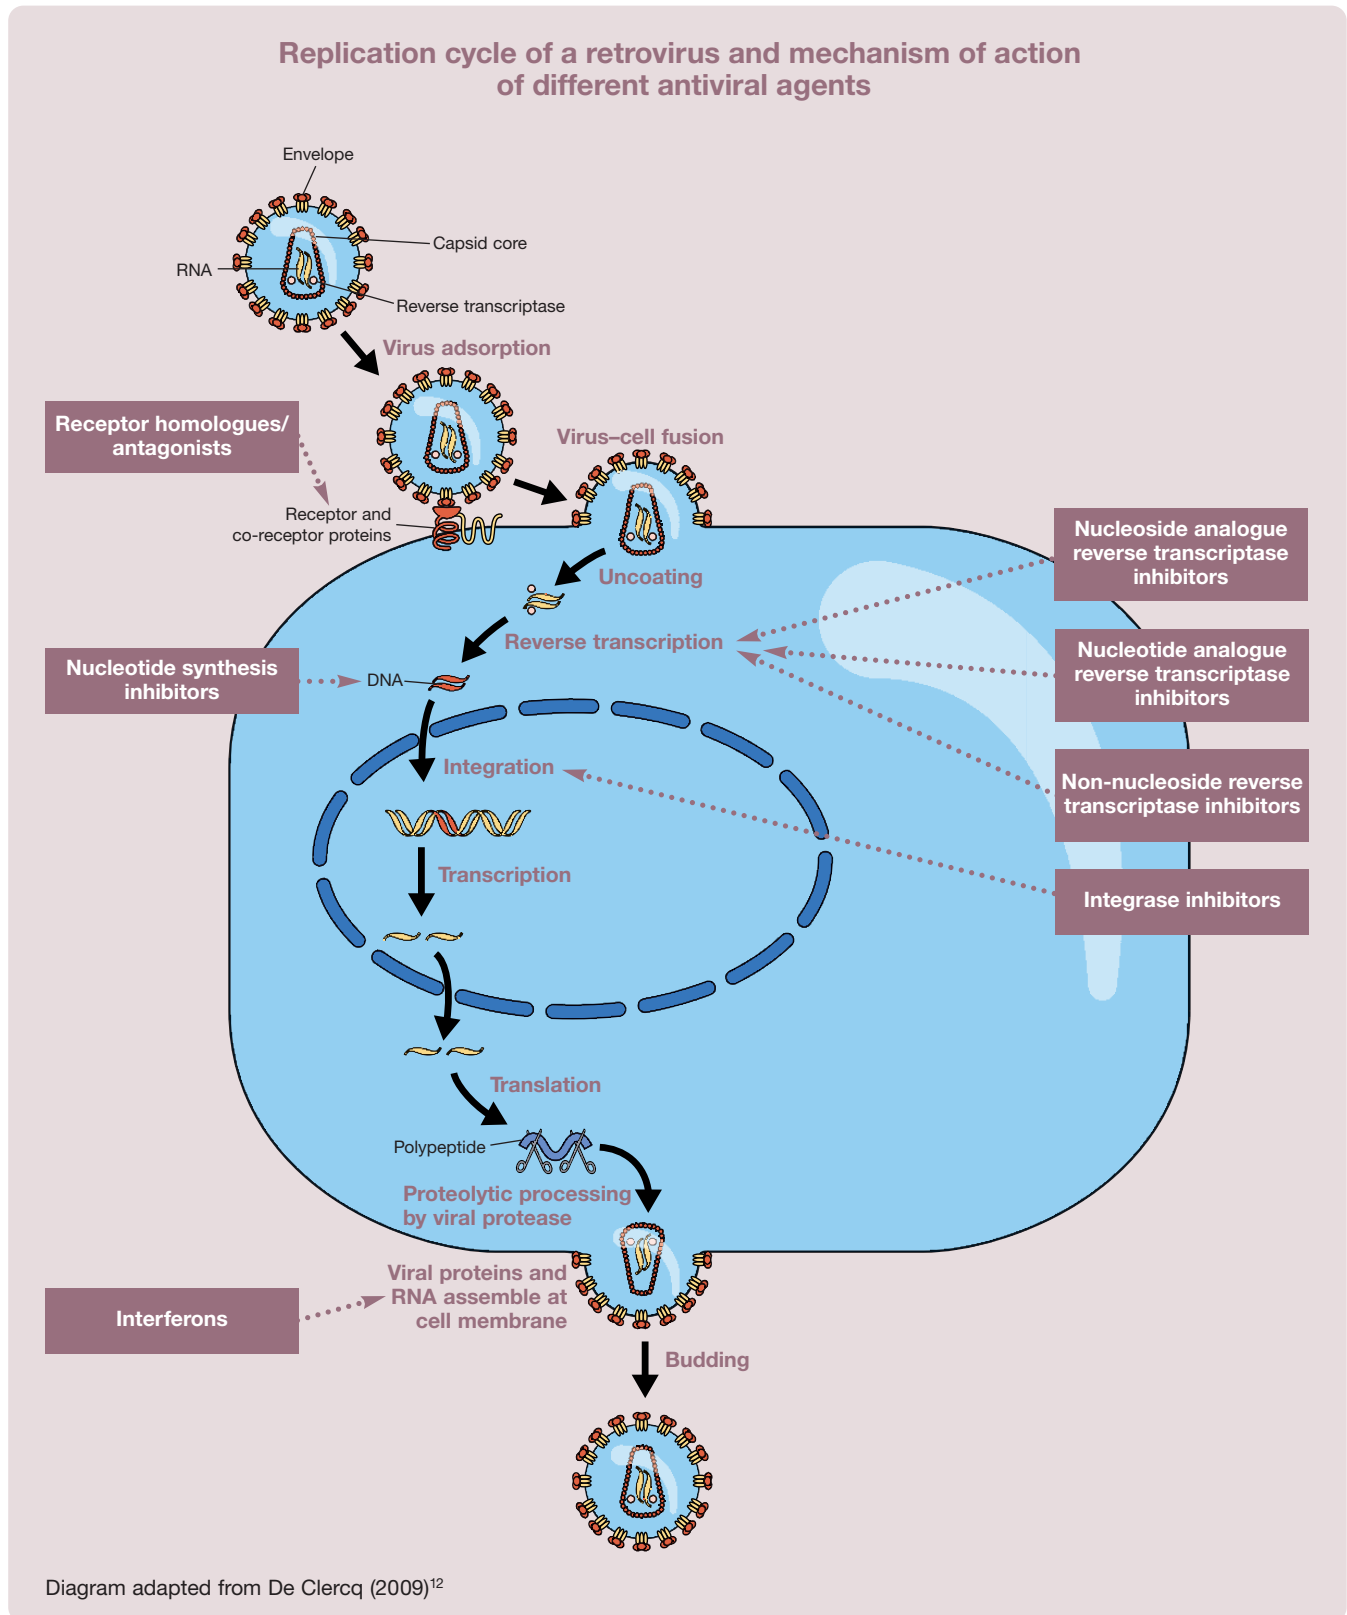 Replication cycle of a retrovirus and mechanism of action
of different antiviral agents
Envelope
Capsid core
RNA
Reverse transcriptase
Virus adsorption
Receptor homologues/
antagonists
Virus–cell fusion
Receptor and
co-receptor proteins
Nucleoside analogue
reverse transcriptase
inhibitors
Uncoating
Reverse transcription
Nucleotide analogue
reverse transcriptase
inhibitors
Nucleotide synthesis
inhibitors
DNA
Integration
Non-nucleoside reverse
transcriptase inhibitors
Transcription
Integrase inhibitors
Translation
Polypeptide
Proteolytic processing
by viral protease
Viral proteins and
RNA assemble at
cell membrane
Interferons
Budding
Diagram adapted from De Clercq (2009)12